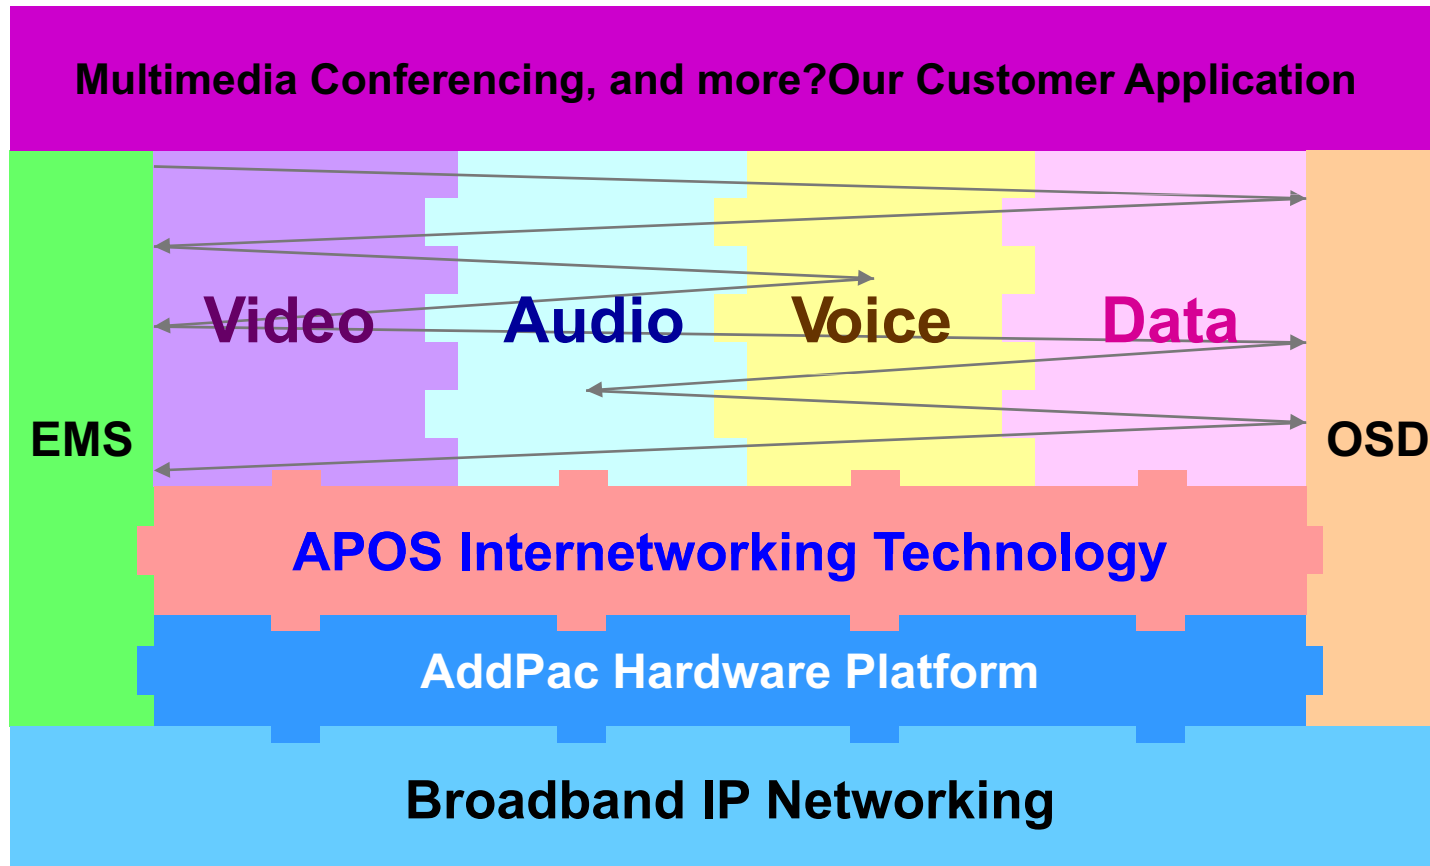 Multimedia Conferencing, and more?Our Customer Application
Video Audio Voice Data
EMS OSD
APOS Internetworking Technology
AddPac Hardware Platform
Broadband IP Networking